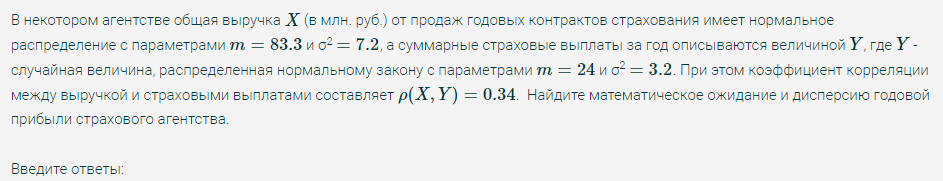 В некотором агентстве общая выручка X (в млн. руб.) от продаж годовых контрактов страхования имеет нормальное
распределение с параметрами m = 83.3 и σ² = 7.2, а суммарные страховые выплаты за год описываются величиной Y, где Y -
случайная величина, распределенная нормальному закону с параметрами m = 24 и σ² = 3.2. При этом коэффициент корреляции
между выручкой и страховыми выплатами составляет ρ(X, Y) = 0.34. Найдите математическое ожидание и дисперсию годовой
прибыли страхового агентства.
Введите ответы: